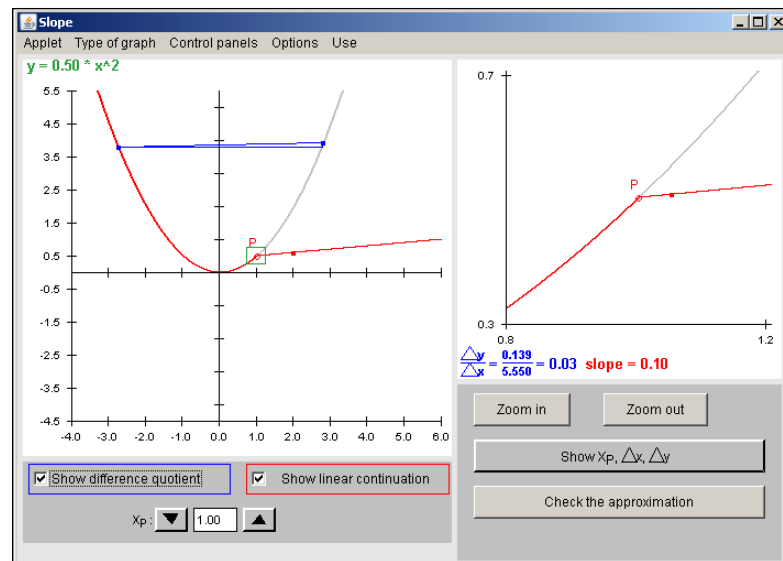 Slope
Applet Type of graph Control panels Options Use
y = 0.50 * x^2
5.5
4.5
3.5
2.5
1.5
0.5
-0.5
-1.5
-2.5
-3.5
-4.5
-4.0 -3.0 -2.0 -1.0 0.0 1.0 2.0 3.0 4.0 5.0 6.0
P
0.7
P
0.3
0.8 1.2
△y/△x = 0.139/5.550 = 0.03 slope = 0.10
Show difference quotient Show linear continuation
XP: 1.00
Zoom in Zoom out
Show XP, △x, △y
Check the approximation